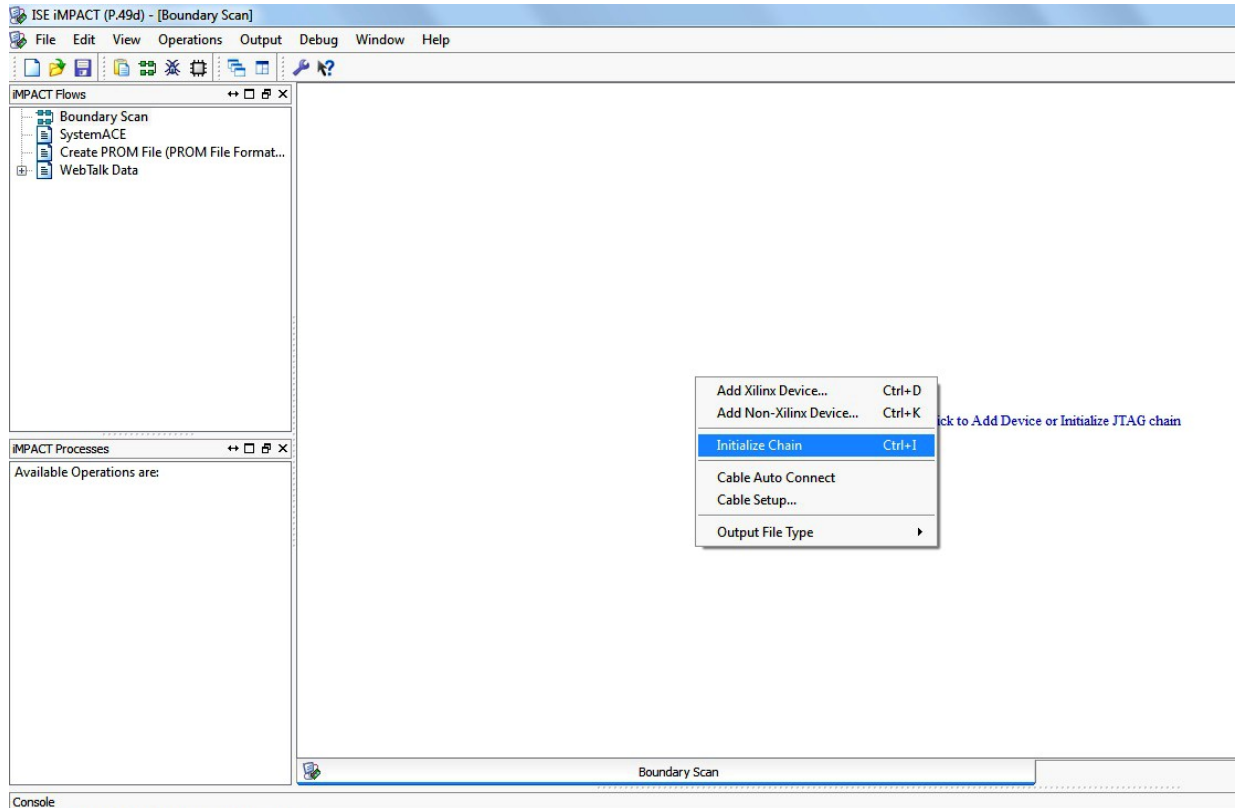 ISE iMPACT (P.49d) - [Boundary Scan]
File Edit View Operations Output Debug Window Help
iMPACT Flows
Boundary Scan
SystemACE
Create PROM File (PROM File Format...
WebTalk Data
Add Xilinx Device... Ctrl+D
Add Non-Xilinx Device... Ctrl+K
ick to Add Device or Initialize JTAG chain
Initialize Chain Ctrl+I
Cable Auto Connect
Cable Setup...
Output File Type
iMPACT Processes
Available Operations are:
Boundary Scan
Console